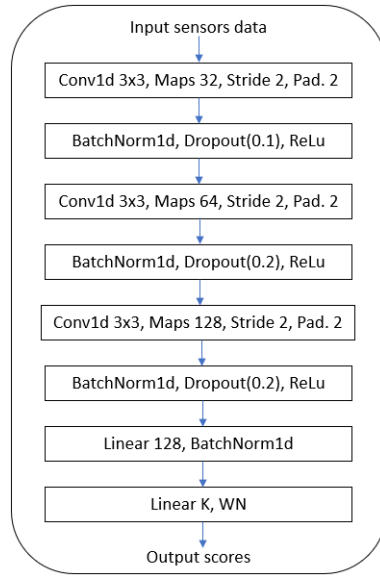 Input sensors data
Conv1d 3x3, Maps 32, Stride 2, Pad. 2
BatchNorm1d, Dropout(0.1), ReLu
Conv1d 3x3, Maps 64, Stride 2, Pad. 2
BatchNorm1d, Dropout(0.2), ReLu
Conv1d 3x3, Maps 128, Stride 2, Pad. 2
BatchNorm1d, Dropout(0.2), ReLu
Linear 128, BatchNorm1d
Linear K, WN
Output scores